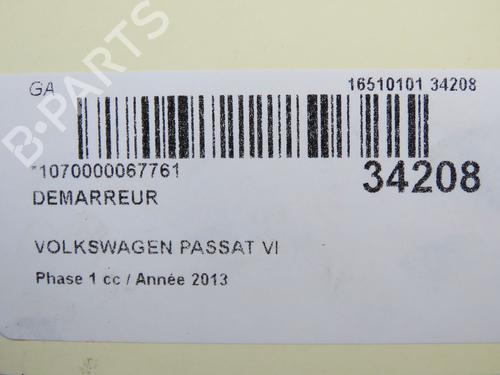 GA
16510101 34208
*1070000067761
34208
DEMARREUR
VOLKSWAGEN PASSAT VI
Phase 1 cc / Année 2013
B-PARTS